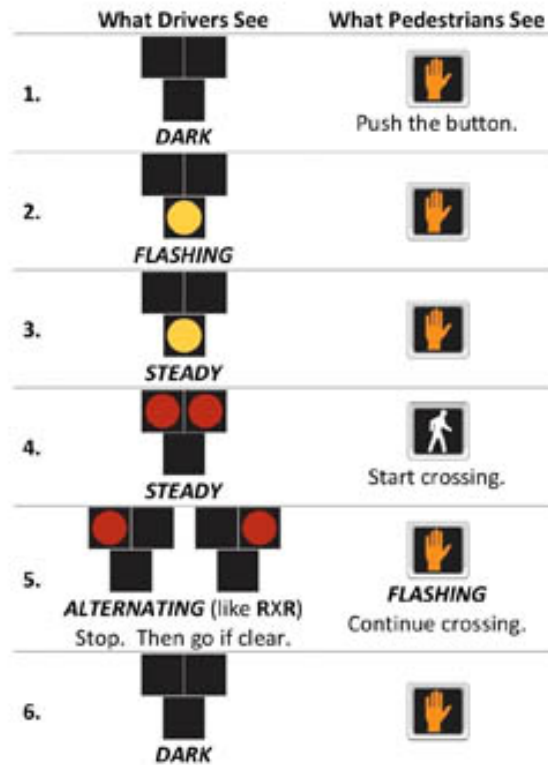 What Drivers See What Pedestrians See
1.
DARK
Push the button.
2.
FLASHING
3.
STEADY
4.
STEADY
Start crossing.
5.
ALTERNATING (like RXR)
Stop. Then go if clear.
FLASHING
Continue crossing.
6.
DARK